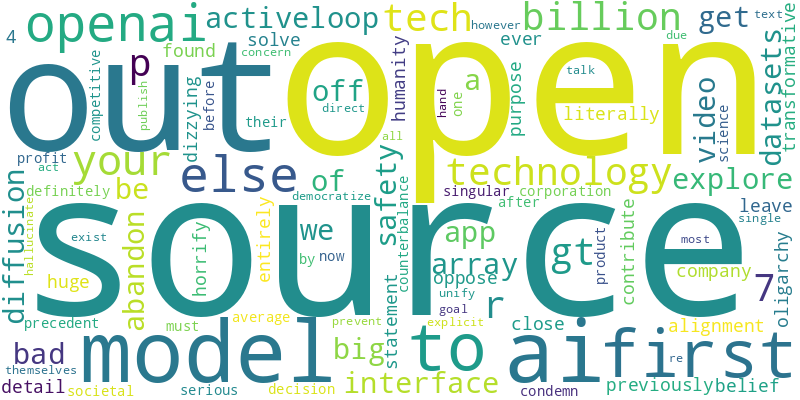 openai
activeloop
tech
billion
get
text
however
4
solve
ever
due
found
concern
out
open
p
off
a
talk
competitive
publish
dizzying
before
their
direct
humanity
hand
one
purpose
literally
video
science
datasets
transformative
profit
act
your
else
of
all
technology
explore
definitely
be
democratize
singular
corporation
leave
single
diffusion
hallucinate
abandon
source
exist
horrify
entirely
we
by
now
safety
counterbalance
after
app
array
oppose
gt
product
contribute
most
company
7
oligarchy
huge
unify
r
precedent
must
average
prevent
goal
explicit
close
alignment
bad
model
big
statement
to
aifirst
themselves
detail
societal
serious
decision
interface
condemn
re
previously
belief